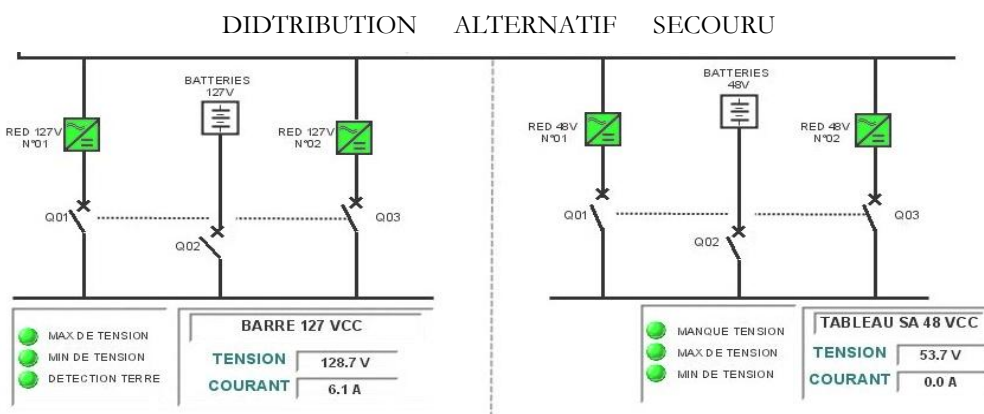 DIDTRIBUTION ALTERNATIF SECOURU
BATTERIES
127V
RED 127V
N°01
RED 127V
N°02
Q01
Q02
Q03
MAX DE TENSION
MIN DE TENSION
DETECTION TERRE
BARRE 127 VCC
TENSION 128.7 V
COURANT 6.1 A
BATTERIES
48V
RED 48V
N°01
RED 48V
N°02
Q01
Q02
Q03
MANQUE TENSION
MAX DE TENSION
MIN DE TENSION
TABLEAU SA 48 VCC
TENSION 53.7 V
COURANT 0.0 A